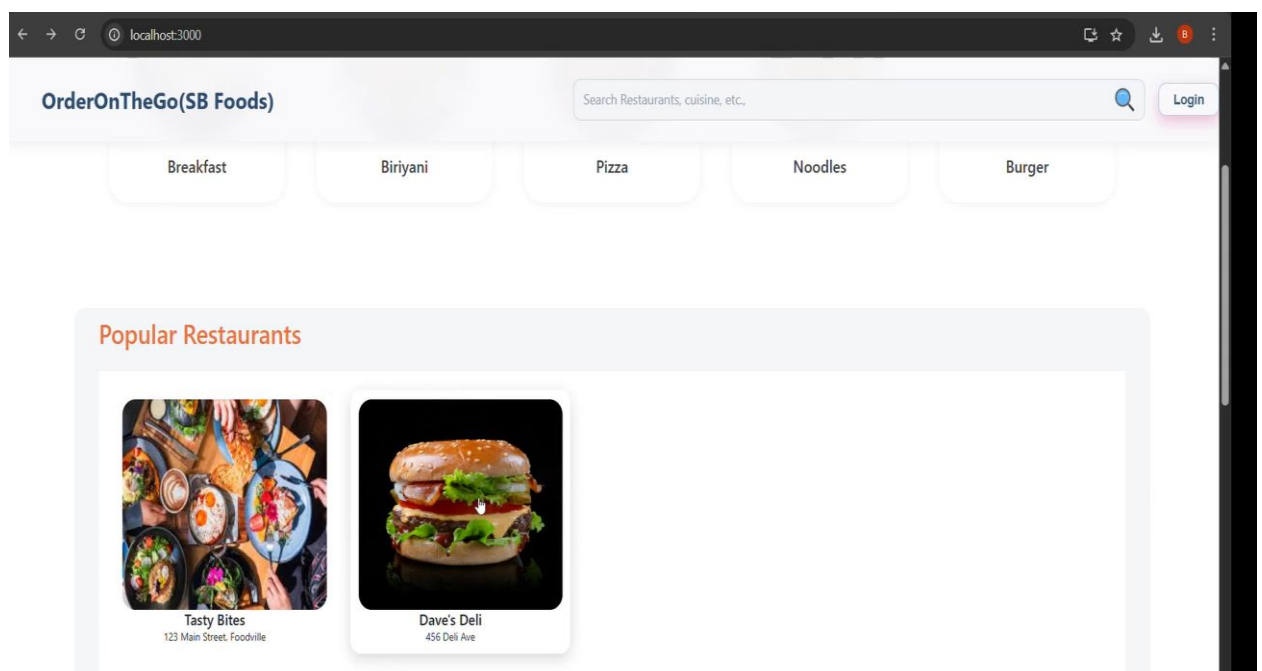 localhost:3000
B
OrderOnTheGo(SB Foods)
Search Restaurants, cuisine, etc.,
Login
Breakfast
Biriyani
Pizza
Noodles
Burger
Popular Restaurants
Tasty Bites
123 Main Street, Foodville
Dave's Deli
456 Deli Ave